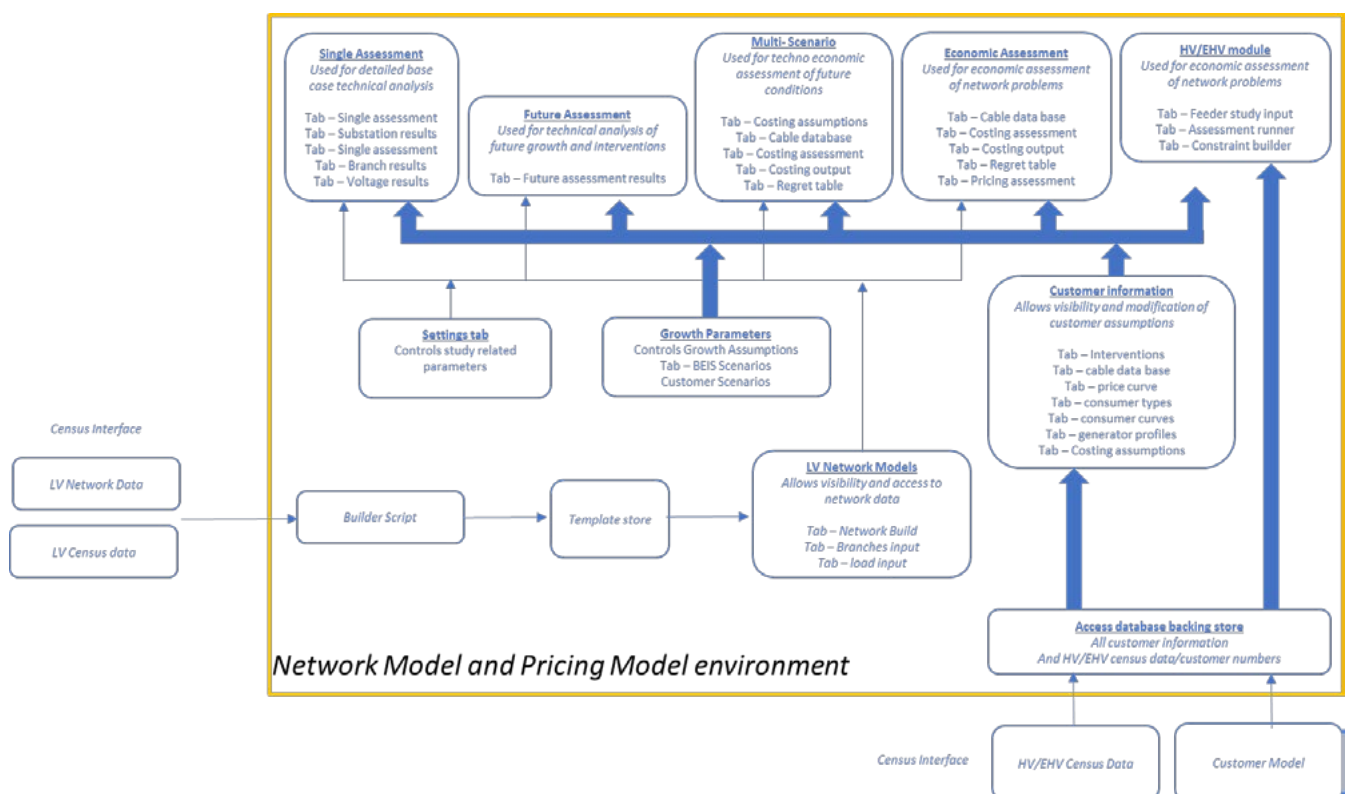 Single Assessment
Used for detailed base
case technical analysis
Tab – Single assessment
Tab – Substation results
Tab – Single assessment
Tab – Branch results
Tab – Voltage results
Future Assessment
Used for technical analysis of
future growth and interventions
Tab – Future assessment results
Multi- Scenario
Used for techno economic
assessment of future
conditions
Tab – Costing assumptions
Tab – Cable database
Tab – Costing assessment
Tab – Costing output
Tab – Regret table
Economic Assessment
Used for economic assessment
of network problems
Tab – Cable data base
Tab – Costing assessment
Tab – Costing output
Tab – Regret table
Tab – Pricing assessment
HV/EHV module
Used for economic assessment
of network problems
Tab – Feeder study input
Tab – Assessment runner
Tab – Constraint builder
Settings tab
Controls study related
parameters
Growth Parameters
Controls Growth Assumptions
Tab – BEIS Scenarios
Customer Scenarios
Customer information
Allows visibility and modification of
customer assumptions
Tab – Interventions
Tab – cable data base
Tab – price curve
Tab – consumer types
Tab – consumer curves
Tab – generator profiles
Tab – Costing assumptions
Census Interface
LV Network Data
LV Census data
Builder Script
Template store
LV Network Models
Allows visibility and access to
network data
Tab – Network Build
Tab – Branches input
Tab – load input
Access database backing store
All customer information
And HV/EHV census data/customer numbers
Network Model and Pricing Model environment
Census Interface
HV/EHV Census Data
Customer Model